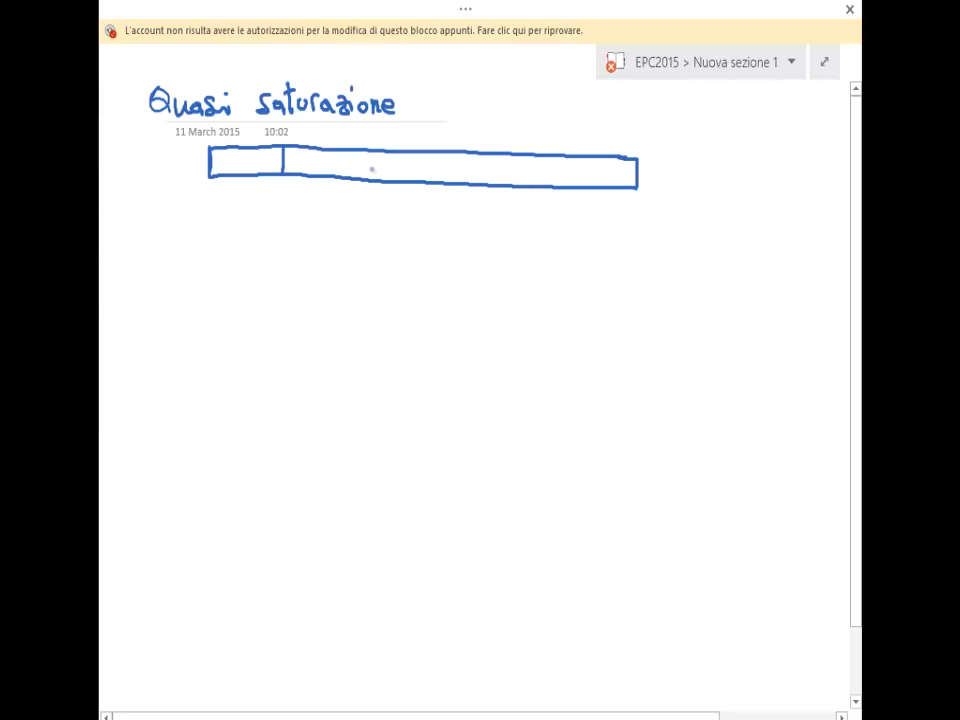 L'account non risulta avere le autorizzazioni per la modifica di questo blocco appunti. Fare clic qui per riprovare.
EPC2015 > Nuova sezione 1
Quasi saturazione
11 March 2015 10:02